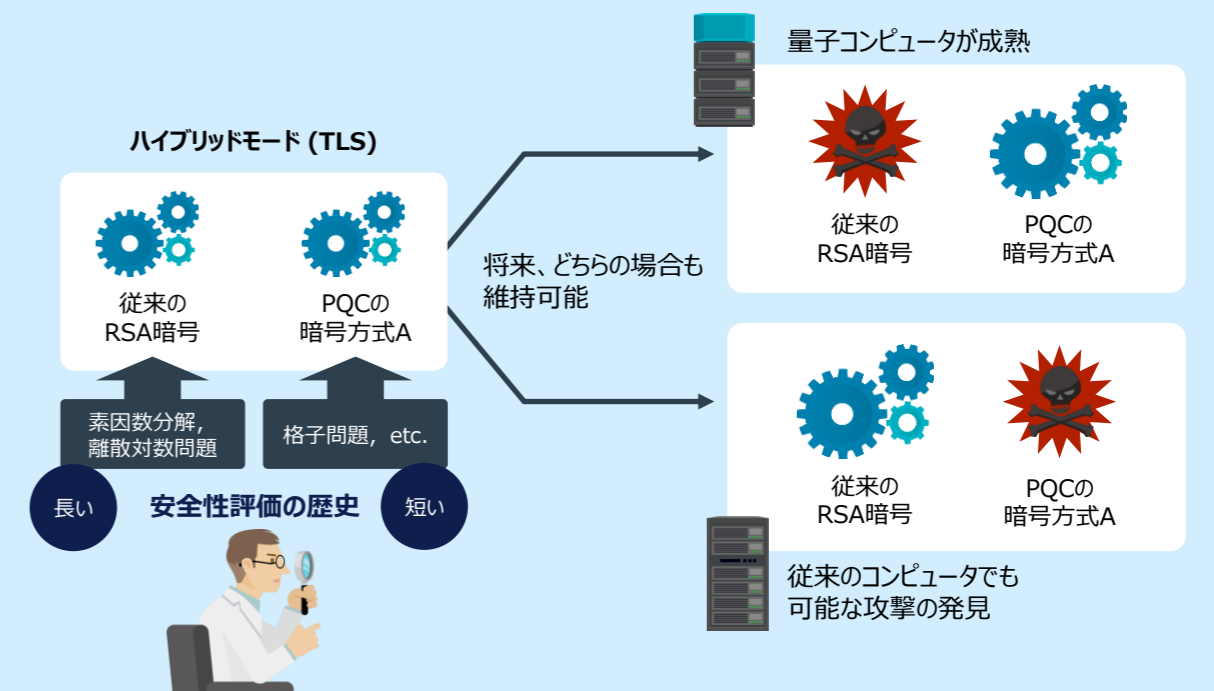 量子コンピュータが成熟
ハイブリッドモード (TLS)
従来の
RSA暗号
PQCの
暗号方式A
従来の
RSA暗号
PQCの
暗号方式A
将来、どちらの場合も
維持可能
素因数分解,
離散対数問題
格子問題, etc.
長い
安全性評価の歴史
短い
従来の
RSA暗号
PQCの
暗号方式A
従来のコンピュータでも
可能な攻撃の発見